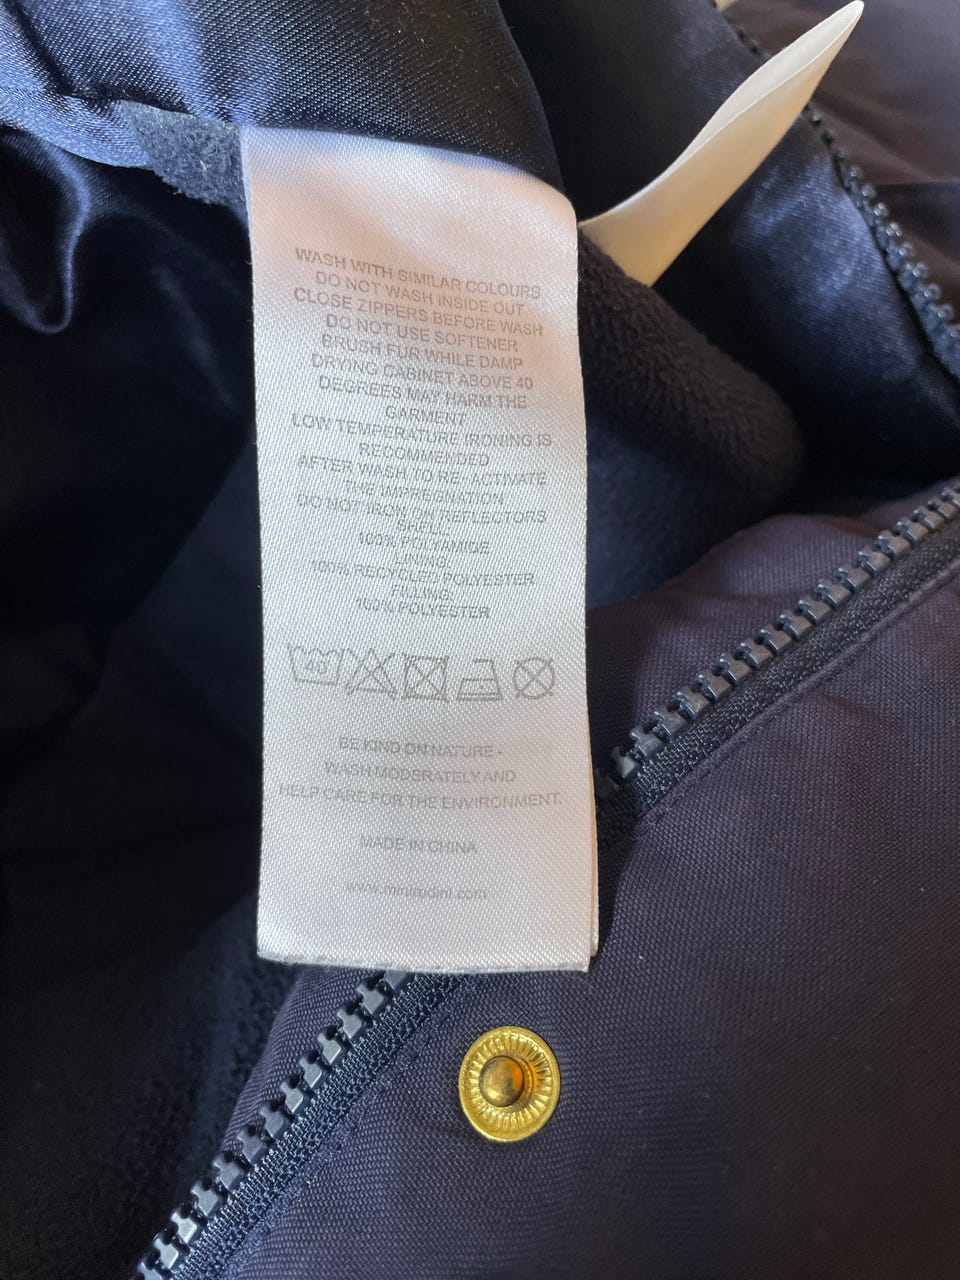 WASH WITH SIMILAR COLOURS
DO NOT WASH INSIDE OUT
CLOSE ZIPPERS BEFORE WASH
DO NOT USE SOFTENER
BRUSH FUR WHILE DAMP
DRYING CABINET ABOVE 40
DEGREES MAY HARM THE
GARMENT
LOW TEMPERATURE IRONING IS
RECOMMENDED
AFTER WASH TO RE- ACTIVATE
THE IMPREGNATION
DO NOT IRON ON REFLECTORS
SHELL:
100% POLYAMIDE
LINING:
100% RECYCLED POLYESTER
FILLING:
100% POLYESTER
40
BE KIND ON NATURE -
WASH MODERATELY AND
HELP CARE FOR THE ENVIRONMENT.
MADE IN CHINA
www.minirodini.com